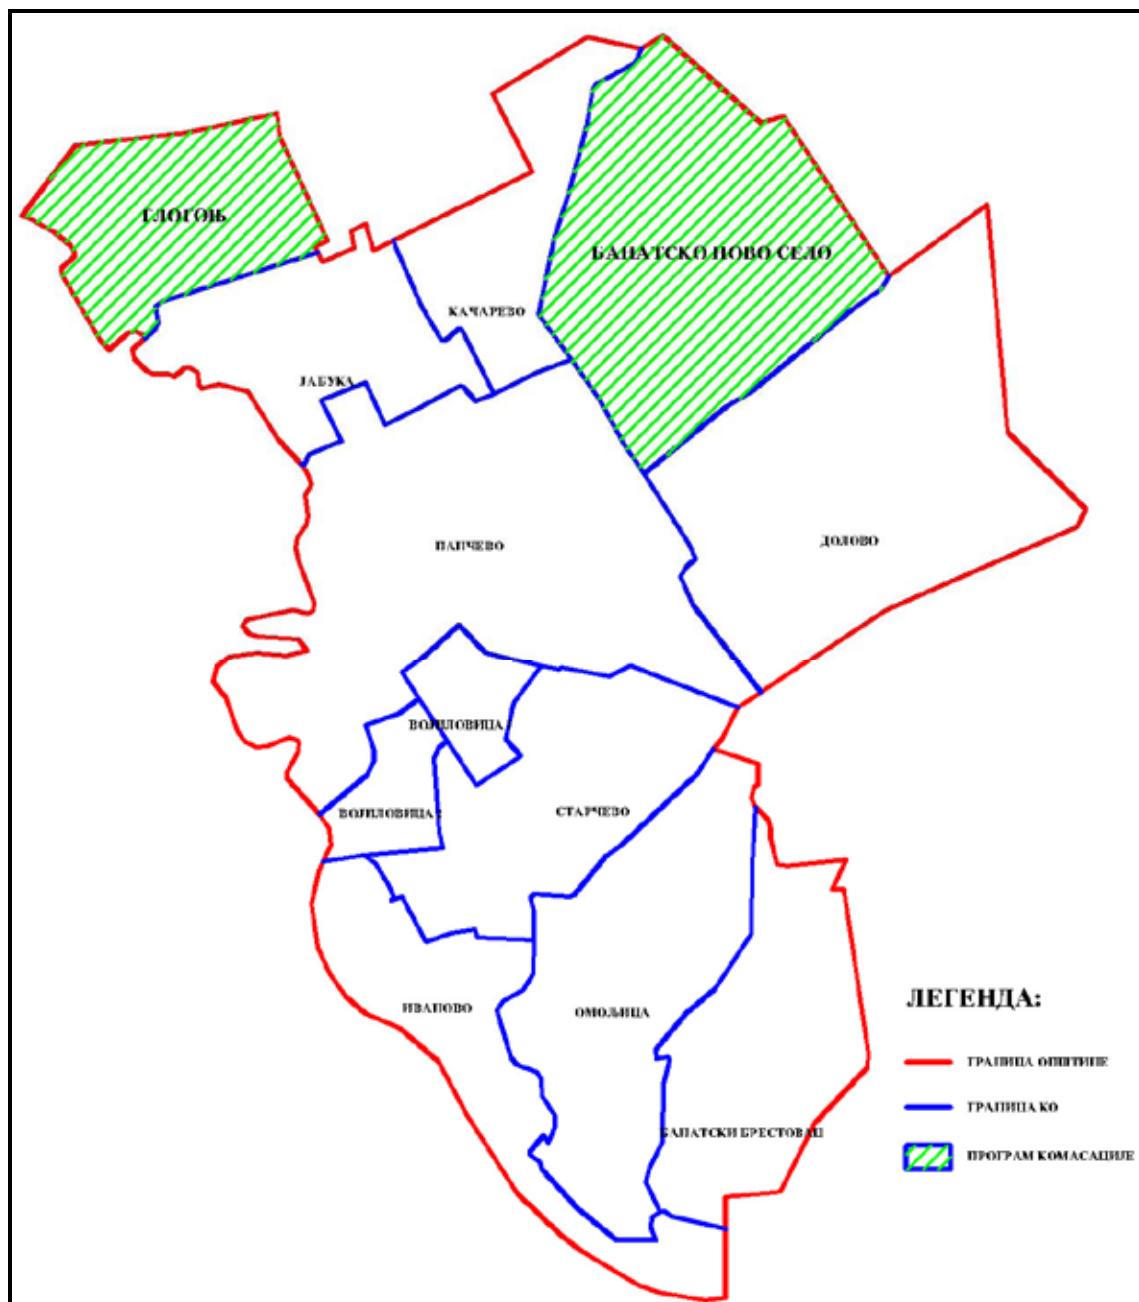 ГЛОГОЊ
БАНАТСКО НОВО СЕЛО
КАЧАРЕВО
ЈАБУКА
ПАНЧЕВО
ДОЛОВО
ВОЈЛОВИЦА
ВОЈЛОВИЦА
СТАРЧЕВО
ИВАНОВО
ОМОЉИЦА
БАНАТСКИ БРЕСТОВАЦ
ЛЕГЕНДА:
ГРАНИЦА ОПШТИНЕ
ГРАНИЦА КО
ПРОГРАМ КОМАСАЦИЈЕ